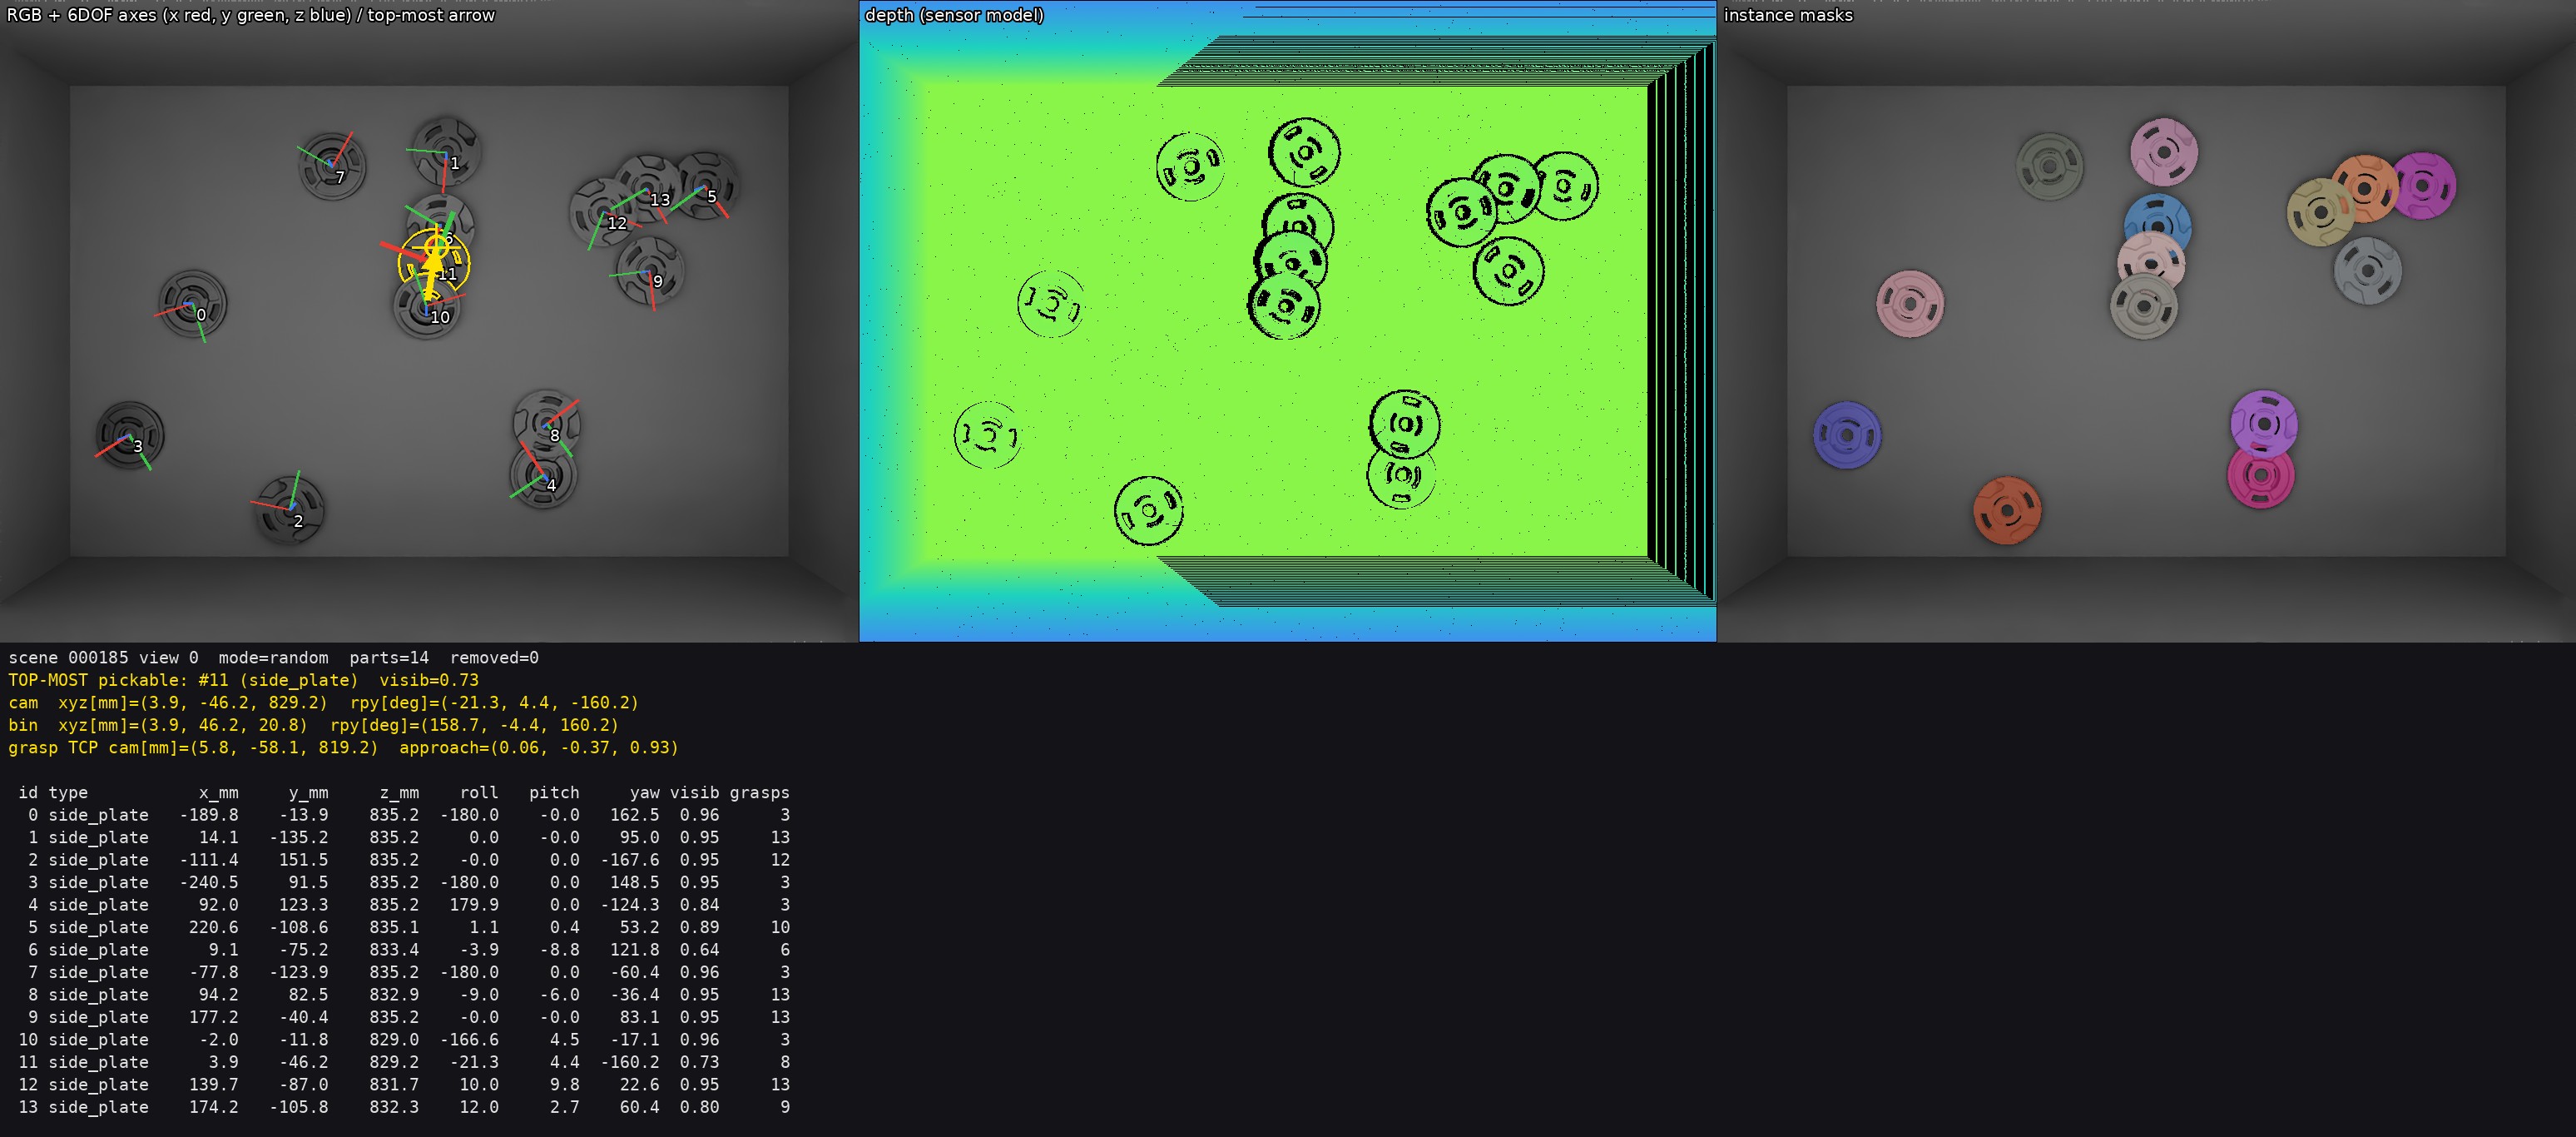 RGB + 6DOF axes (x red, y green, z blue) / top-most arrow
depth (sensor model)
instance masks
1
7
13
5
12
6
9
11
0
10
3
8
4
2
scene 000185 view 0  mode=random  parts=14  removed=0
TOP-MOST pickable: #11 (side_plate)  visib=0.73
cam  xyz[mm]=(3.9, -46.2, 829.2)  rpy[deg]=(-21.3, 4.4, -160.2)
bin  xyz[mm]=(3.9, 46.2, 20.8)  rpy[deg]=(158.7, -4.4, 160.2)
grasp TCP cam[mm]=(5.8, -58.1, 819.2)  approach=(0.06, -0.37, 0.93)
id type x_mm y_mm z_mm roll pitch yaw visib grasps
0 side_plate -189.8 -13.9 835.2 -180.0 -0.0 162.5 0.96 3
1 side_plate 14.1 -135.2 835.2 0.0 -0.0 95.0 0.95 13
2 side_plate -111.4 151.5 835.2 -0.0 0.0 -167.6 0.95 12
3 side_plate -240.5 91.5 835.2 -180.0 0.0 148.5 0.95 3
4 side_plate 92.0 123.3 835.2 179.9 0.0 -124.3 0.84 3
5 side_plate 220.6 -108.6 835.1 1.1 0.4 53.2 0.89 10
6 side_plate 9.1 -75.2 833.4 -3.9 -8.8 121.8 0.64 6
7 side_plate -77.8 -123.9 835.2 -180.0 0.0 -60.4 0.96 3
8 side_plate 94.2 82.5 832.9 -9.0 -6.0 -36.4 0.95 13
9 side_plate 177.2 -40.4 835.2 -0.0 -0.0 83.1 0.95 13
10 side_plate -2.0 -11.8 829.0 -166.6 4.5 -17.1 0.96 3
11 side_plate 3.9 -46.2 829.2 -21.3 4.4 -160.2 0.73 8
12 side_plate 139.7 -87.0 831.7 10.0 9.8 22.6 0.95 13
13 side_plate 174.2 -105.8 832.3 12.0 2.7 60.4 0.80 9